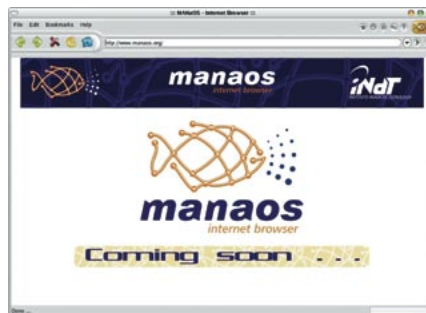 :: MANaOS - Internet Browser ::
File Edit Bookmarks Help
http://www.manaos.org/
manaos
internet browser
iNdT
manaos
internet browser
Coming soon . . .
Done ...